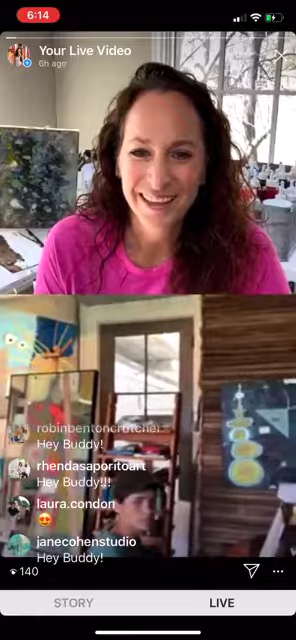 6:14
Your Live Video
6h ago
robinbentoncrutcher
Hey Buddy!
rhendasaporitoart
Hey Buddy!!!
laura.condon
janecohenstudio
Hey Buddy!
140
STORY
LIVE